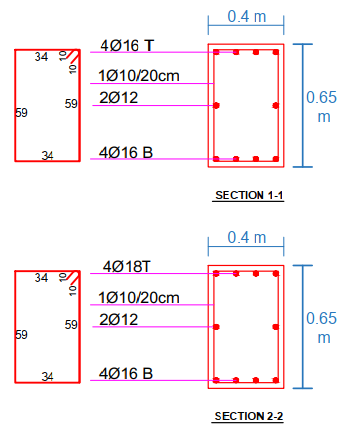 0.4 m
4Ø16 T
34
10
10
1Ø10/20cm
2Ø12
59
59
0.65
m
34
4Ø16 B
SECTION 1-1
0.4 m
4Ø18T
34
10
10
1Ø10/20cm
2Ø12
59
59
0.65
m
34
4Ø16 B
SECTION 2-2